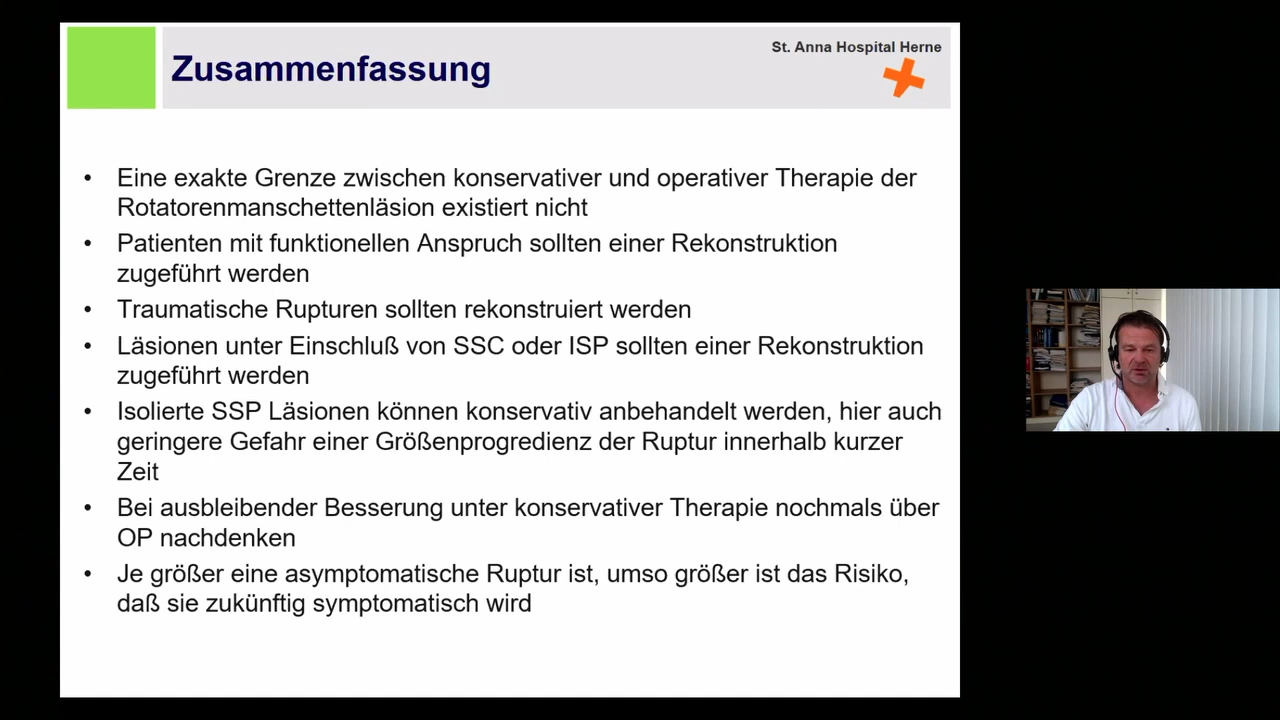 St. Anna Hospital Herne
Zusammenfassung
• Eine exakte Grenze zwischen konservativer und operativer Therapie der
Rotatorenmanschettenläsion existiert nicht
• Patienten mit funktionellen Anspruch sollten einer Rekonstruktion
zugeführt werden
• Traumatische Rupturen sollten rekonstruiert werden
• Läsionen unter Einschluß von SSC oder ISP sollten einer Rekonstruktion
zugeführt werden
• Isolierte SSP Läsionen können konservativ anbehandelt werden, hier auch
geringere Gefahr einer Größenprogredienz der Ruptur innerhalb kurzer
Zeit
• Bei ausbleibender Besserung unter konservativer Therapie nochmals über
OP nachdenken
• Je größer eine asymptomatische Ruptur ist, umso größer ist das Risiko,
daß sie zukünftig symptomatisch wird